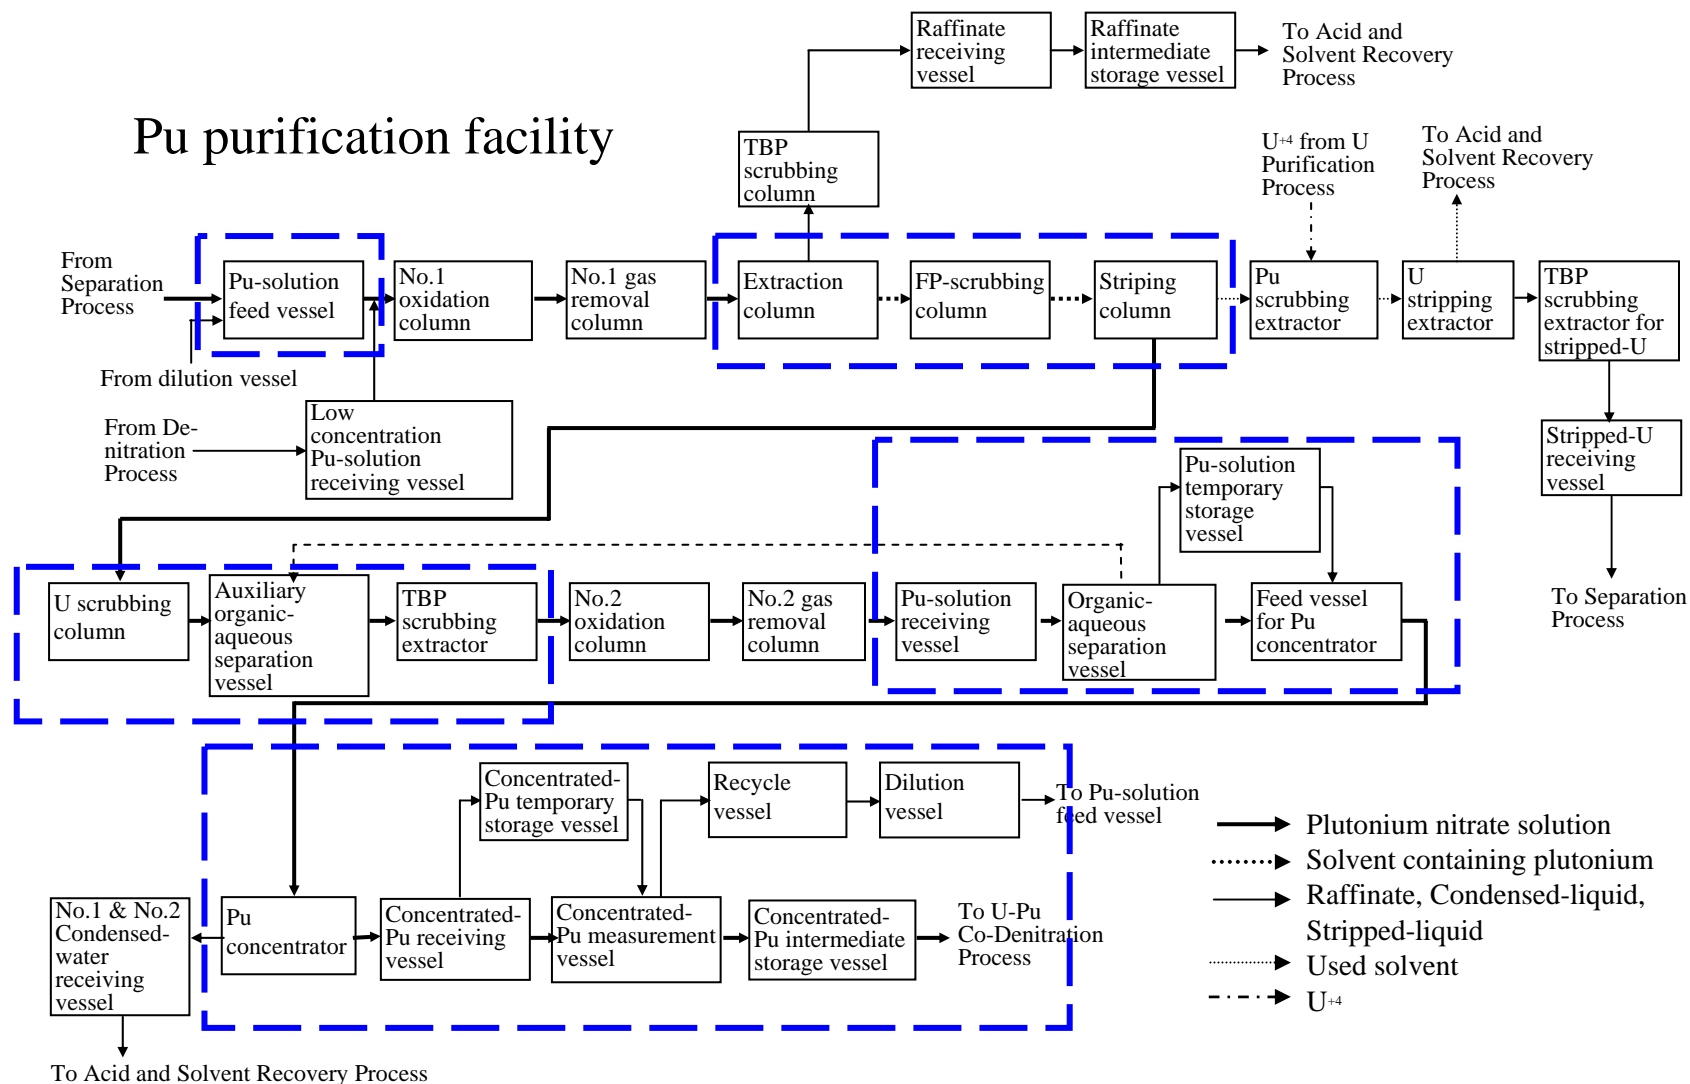 Pu purification facility
Raffinate
receiving
vessel
Raffinate
intermediate
storage vessel
To Acid and
Solvent Recovery
Process
TBP
scrubbing
column
U+4 from U
Purification
Process
To Acid and
Solvent Recovery
Process
From
Separation
Process
Pu-solution
feed vessel
No.1
oxidation
column
No.1 gas
removal
column
Extraction
column
FP-scrubbing
column
Striping
column
Pu
scrubbing
extractor
U
stripping
extractor
TBP
scrubbing
extractor for
stripped-U
From dilution vessel
From De-
nitration
Process
Low
concentration
Pu-solution
receiving vessel
Stripped-U
receiving
vessel
Pu-solution
temporary
storage
vessel
To Separation
Process
U scrubbing
column
Auxiliary
organic-
aqueous
separation
vessel
TBP
scrubbing
extractor
No.2
oxidation
column
No.2 gas
removal
column
Pu-solution
receiving
vessel
Organic-
aqueous
separation
vessel
Feed vessel
for Pu
concentrator
Concentrated-
Pu temporary
storage vessel
Recycle
vessel
Dilution
vessel
To Pu-solution
feed vessel
No.1 & No.2
Condensed-
water
receiving
vessel
Pu
concentrator
Concentrated-
Pu receiving
vessel
Concentrated-
Pu measurement
vessel
Concentrated-
Pu intermediate
storage vessel
To U-Pu
Co-Denitration
Process
To Acid and Solvent Recovery Process
Plutonium nitrate solution
Solvent containing plutonium
Raffinate, Condensed-liquid,
Stripped-liquid
Used solvent
U+4